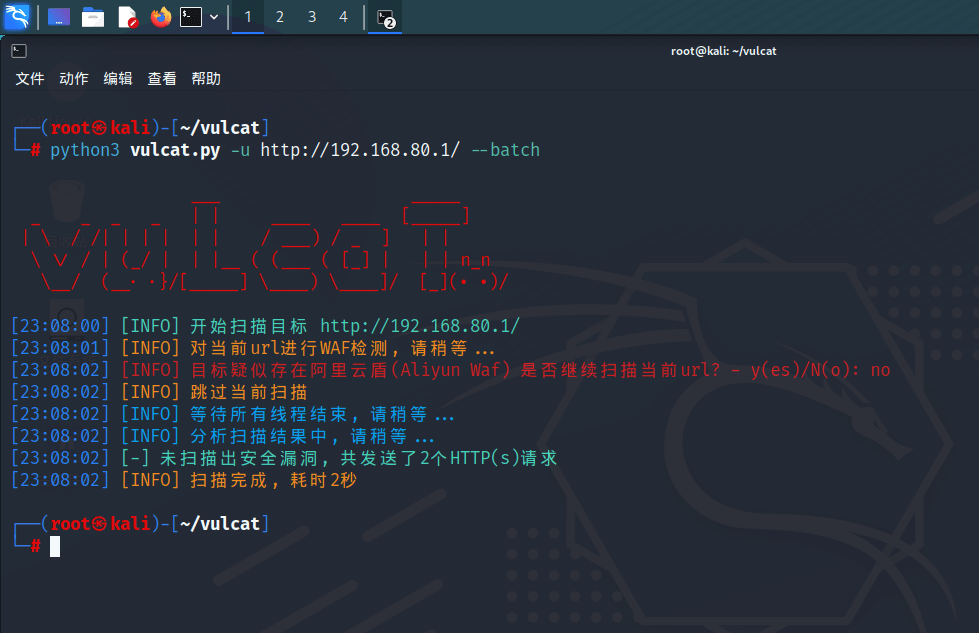 1 2 3 4 2
root@kali: ~/vulcat
文件 动作 编辑 查看 帮助
┌──(root㉿kali)-[~/vulcat]
└─# python3 vulcat.py -u http://192.168.80.1/ --batch
vulcaT
[23:08:00] [INFO] 开始扫描目标 http://192.168.80.1/
[23:08:01] [INFO] 对当前url进行WAF检测, 请稍等...
[23:08:02] [INFO] 目标疑似存在阿里云盾(Aliyun Waf) 是否继续扫描当前url? - y(es)/N(o): no
[23:08:02] [INFO] 跳过当前扫描
[23:08:02] [INFO] 等待所有线程结束, 请稍等...
[23:08:02] [INFO] 分析扫描结果中, 请稍等...
[23:08:02] [-] 未扫描出安全漏洞, 共发送了2个HTTP(s)请求
[23:08:02] [INFO] 扫描完成, 耗时2秒
┌──(root㉿kali)-[~/vulcat]
└─#